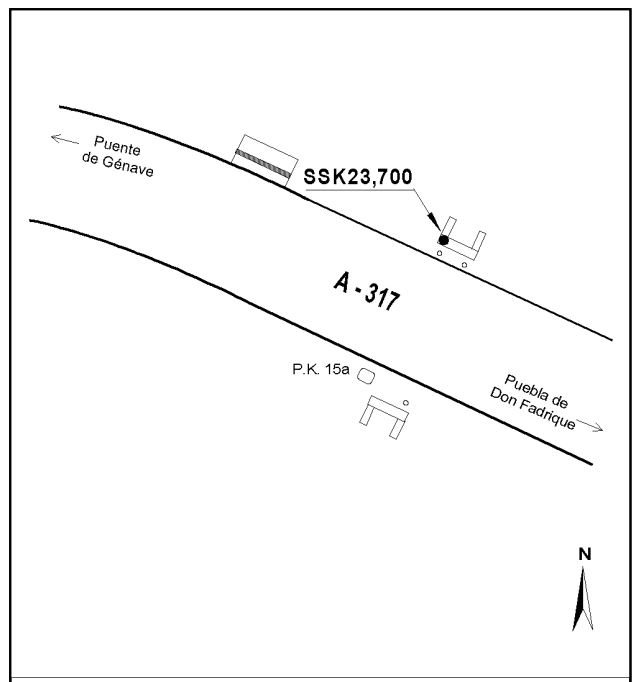 Puente
de Génave
SSK23,700
A - 317
P.K. 15a
Puebla de
Don Fadrique
N